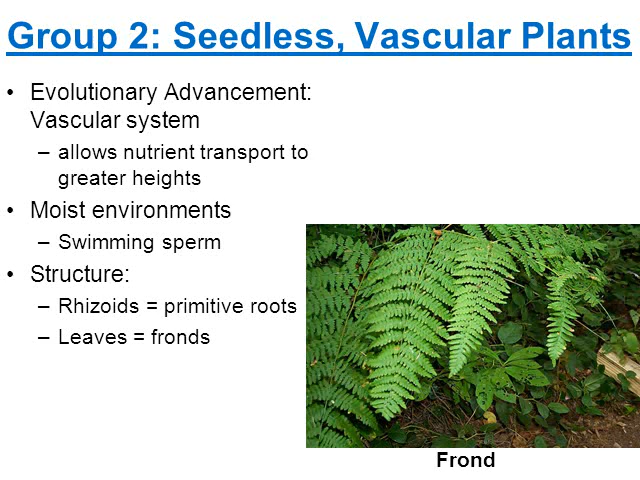 Group 2: Seedless, Vascular Plants
• Evolutionary Advancement:
Vascular system
– allows nutrient transport to
greater heights
• Moist environments
– Swimming sperm
• Structure:
– Rhizoids = primitive roots
– Leaves = fronds
Frond